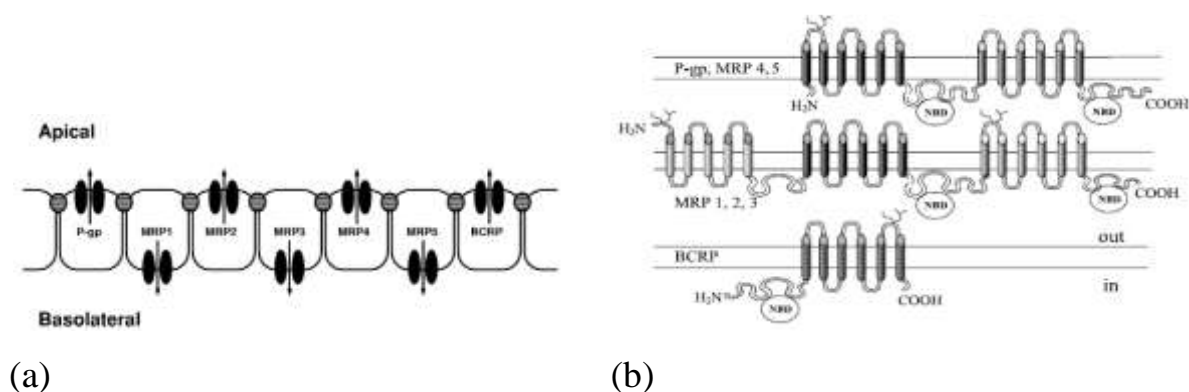 Apical
P-gp
MRP1
MRP2
MRP3
MRP4
MRP5
BCRP
Basolateral
(a)
P-gp, MRP 4, 5
H₂N
NBD
NBD
COOH
H₂N
MRP 1, 2, 3
NBD
NBD
COOH
BCRP
out
in
H₂N
NBD
COOH
(b)